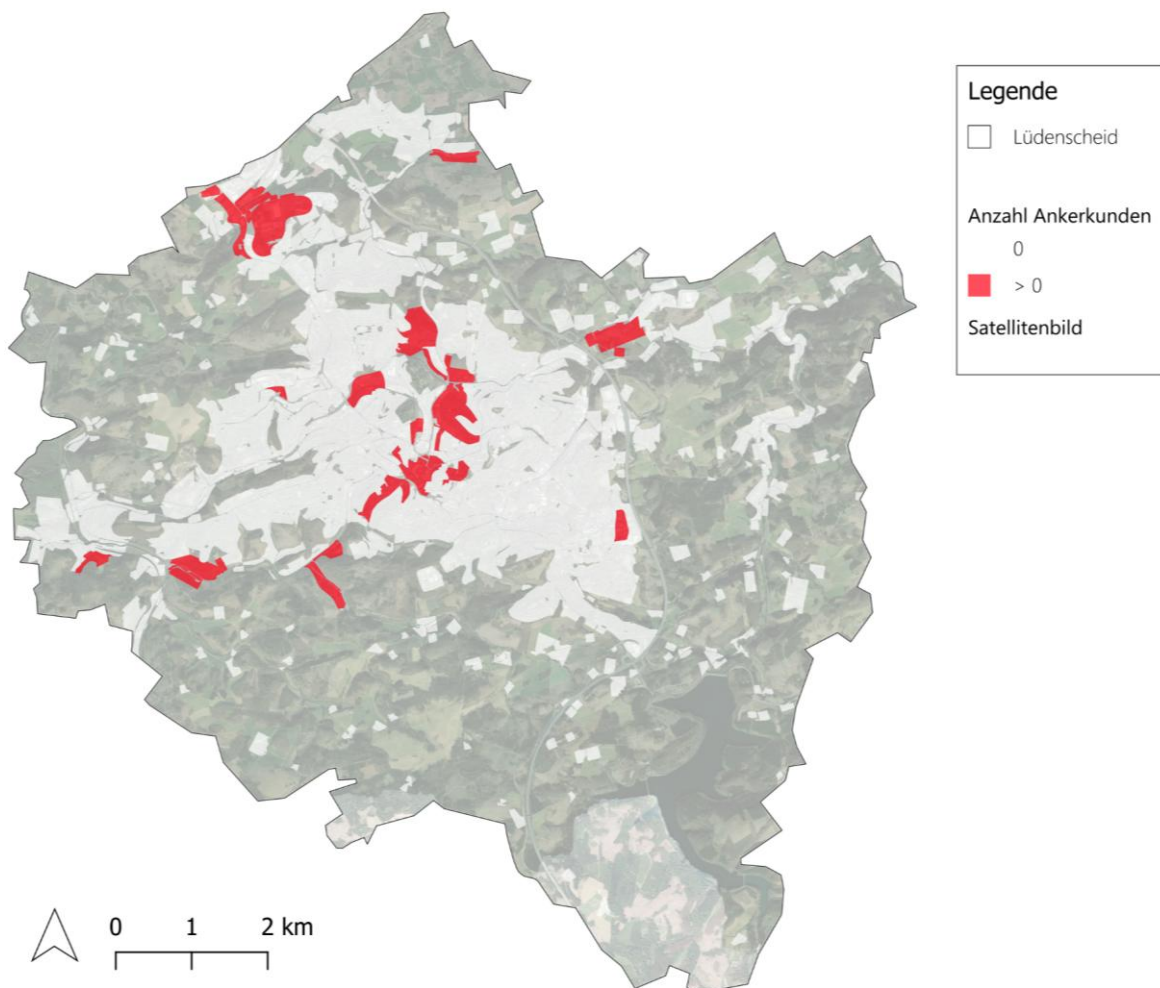 Legende
Lüdenscheid
Anzahl Ankerkunden
0
> 0
Satellitenbild
0 1 2 km